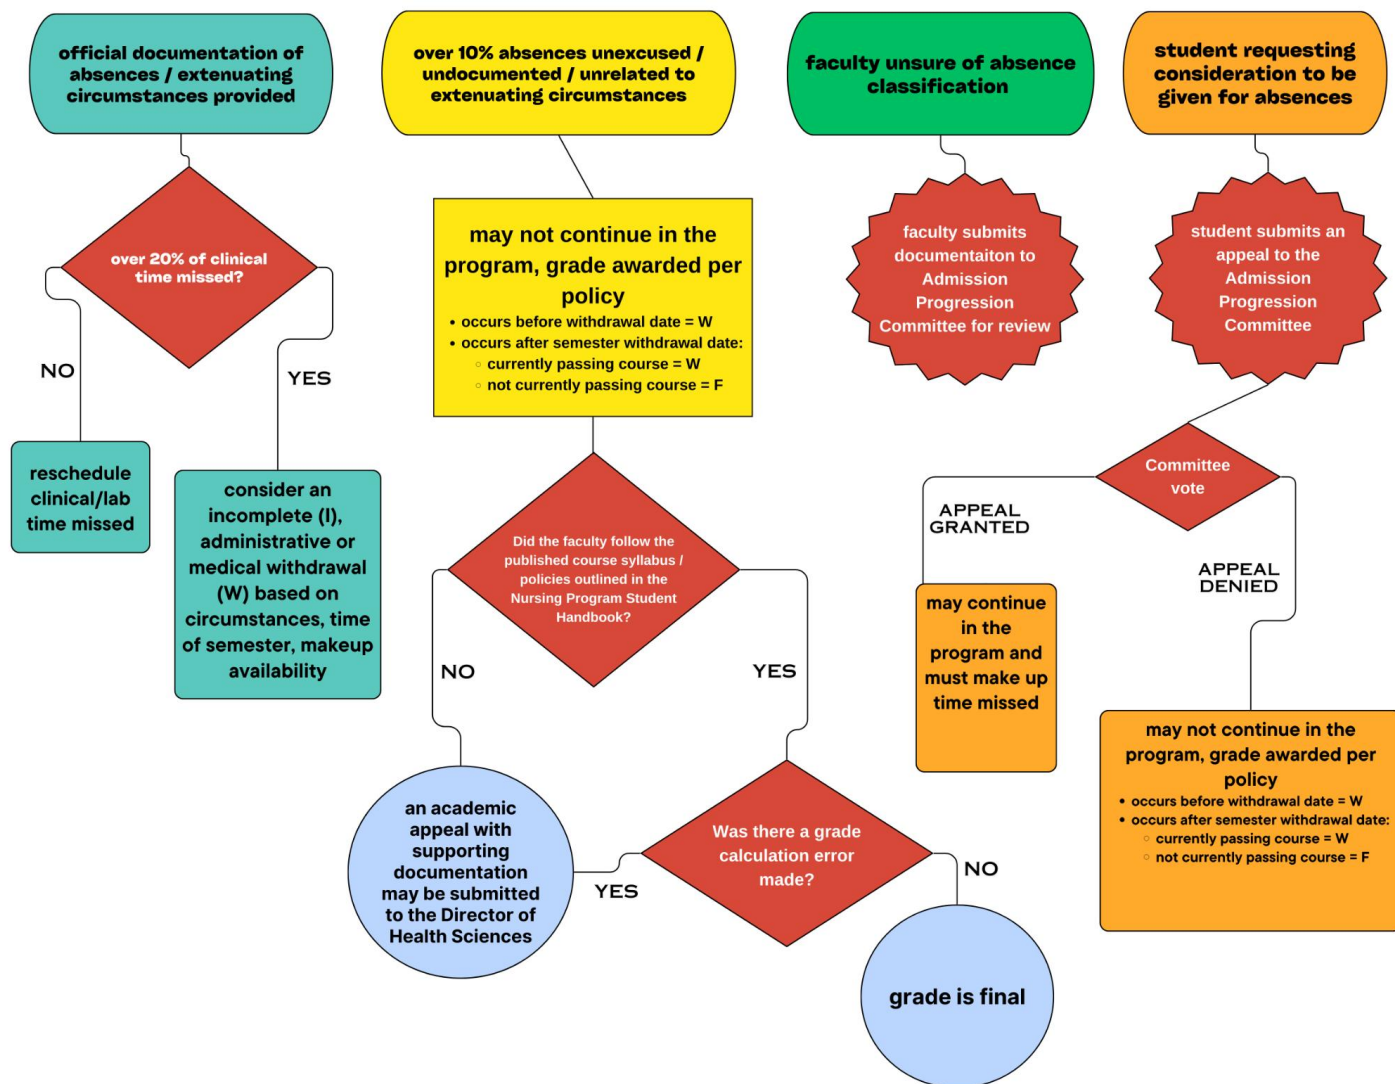 official documentation of
absences / extenuating
circumstances provided
over 20% of clinical
time missed?
NO
YES
reschedule
clinical/lab
time missed
consider an
incomplete (I),
administrative or
medical withdrawal
(W) based on
circumstances, time
of semester, makeup
availability
over 10% absences unexcused /
undocumented / unrelated to
extenuating circumstances
may not continue in the
program, grade awarded per
policy
• occurs before withdrawal date = W
• occurs after semester withdrawal date:
◦ currently passing course = W
◦ not currently passing course = F
Did the faculty follow the
published course syllabus /
policies outlined in the
Nursing Program Student
Handbook?
NO
YES
an academic
appeal with
supporting
documentation
may be submitted
to the Director of
Health Sciences
Was there a grade
calculation error
made?
YES
NO
grade is final
faculty unsure of absence
classification
faculty submits
documentaiton to
Admission
Progression
Committee for review
student requesting
consideration to be
given for absences
student submits an
appeal to the
Admission
Progression
Committee
Committee
vote
APPEAL
GRANTED
APPEAL
DENIED
may continue
in the
program and
must make up
time missed
may not continue in the
program, grade awarded per
policy
• occurs before withdrawal date = W
• occurs after semester withdrawal date:
◦ currently passing course = W
◦ not currently passing course = F